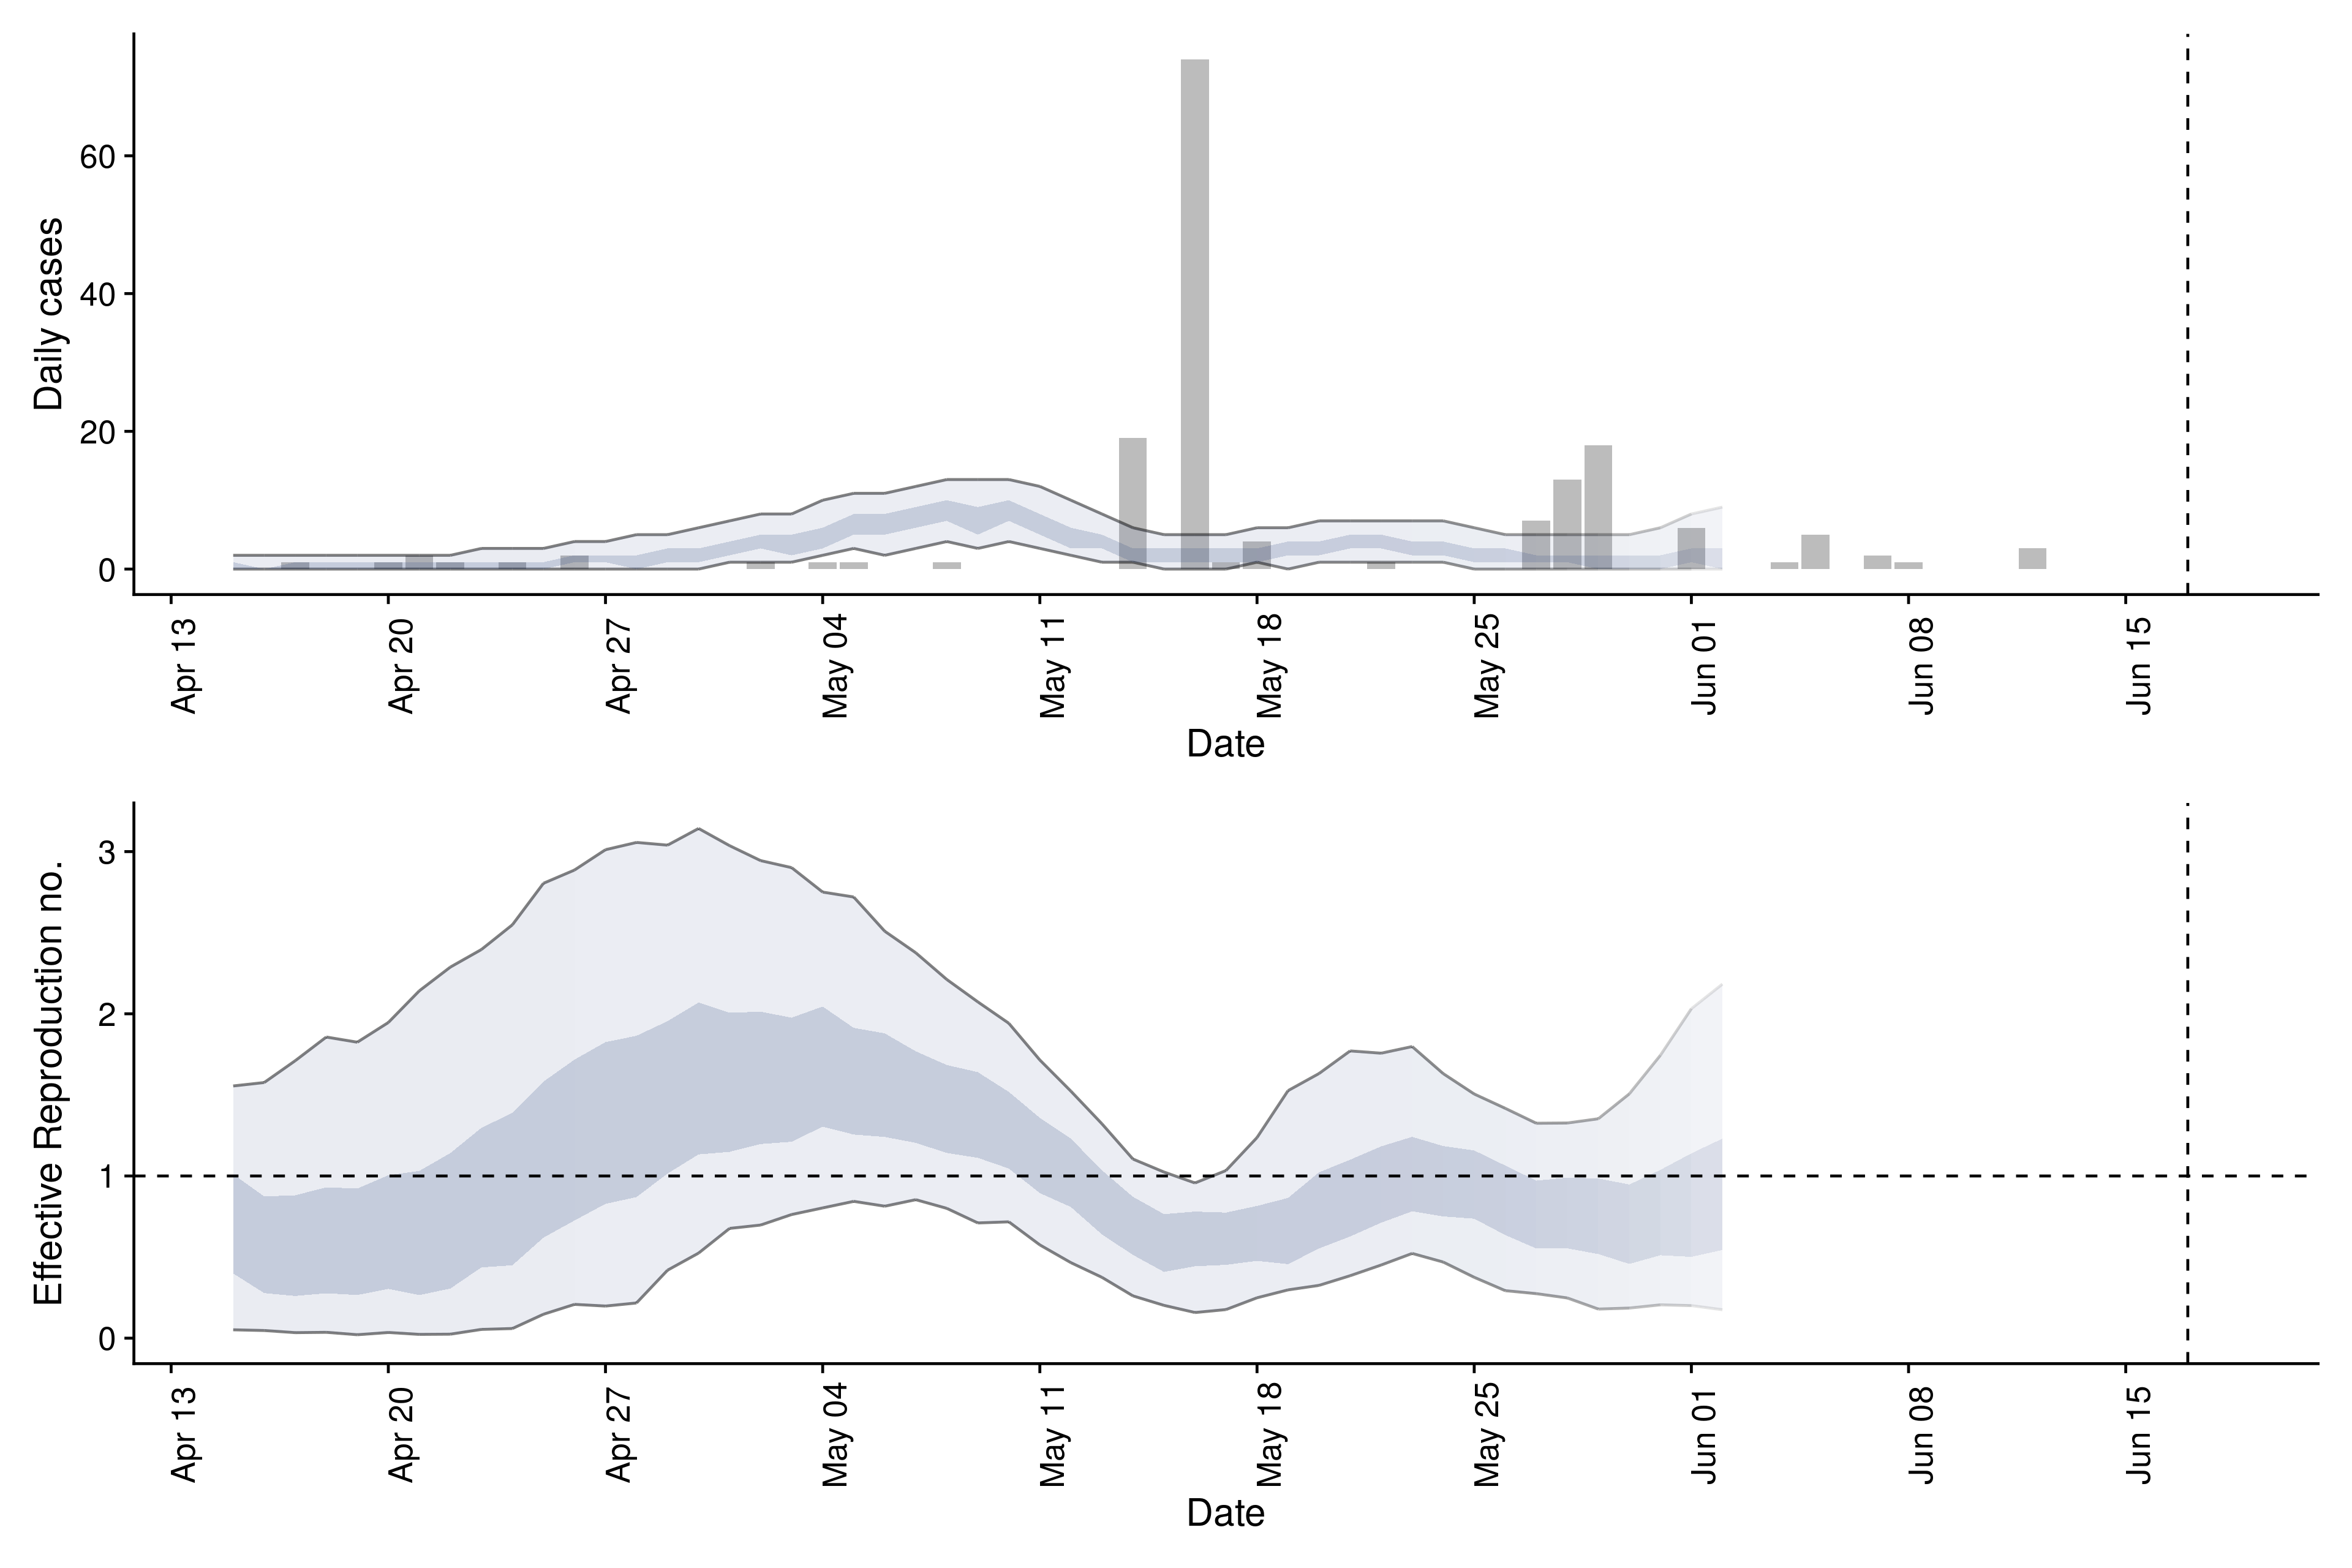 Daily cases
60
40
20
0
Apr 13
Apr 20
Apr 27
May 04
May 11
May 18
May 25
Jun 01
Jun 08
Jun 15
Date
Effective Reproduction no.
3
2
1
0
Apr 13
Apr 20
Apr 27
May 04
May 11
May 18
May 25
Jun 01
Jun 08
Jun 15
Date